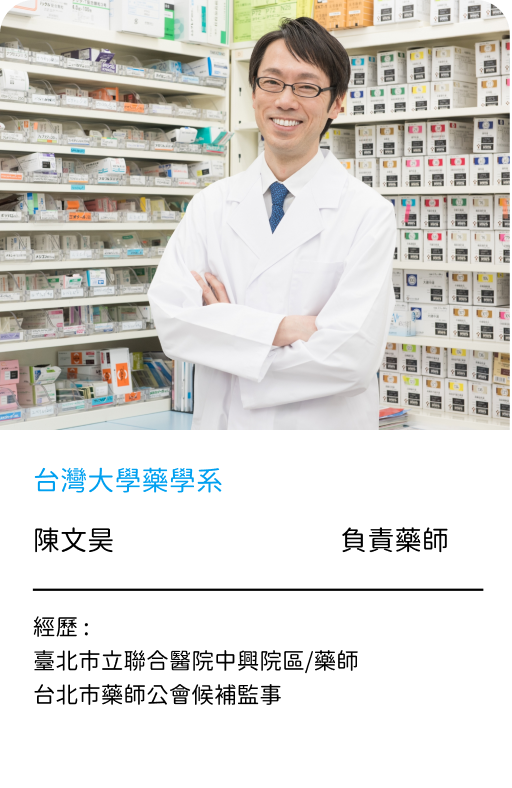 台灣大學藥學系
陳文昊 負責藥師
經歷 :
臺北市立聯合醫院中興院區/藥師
台北市藥師公會候補監事